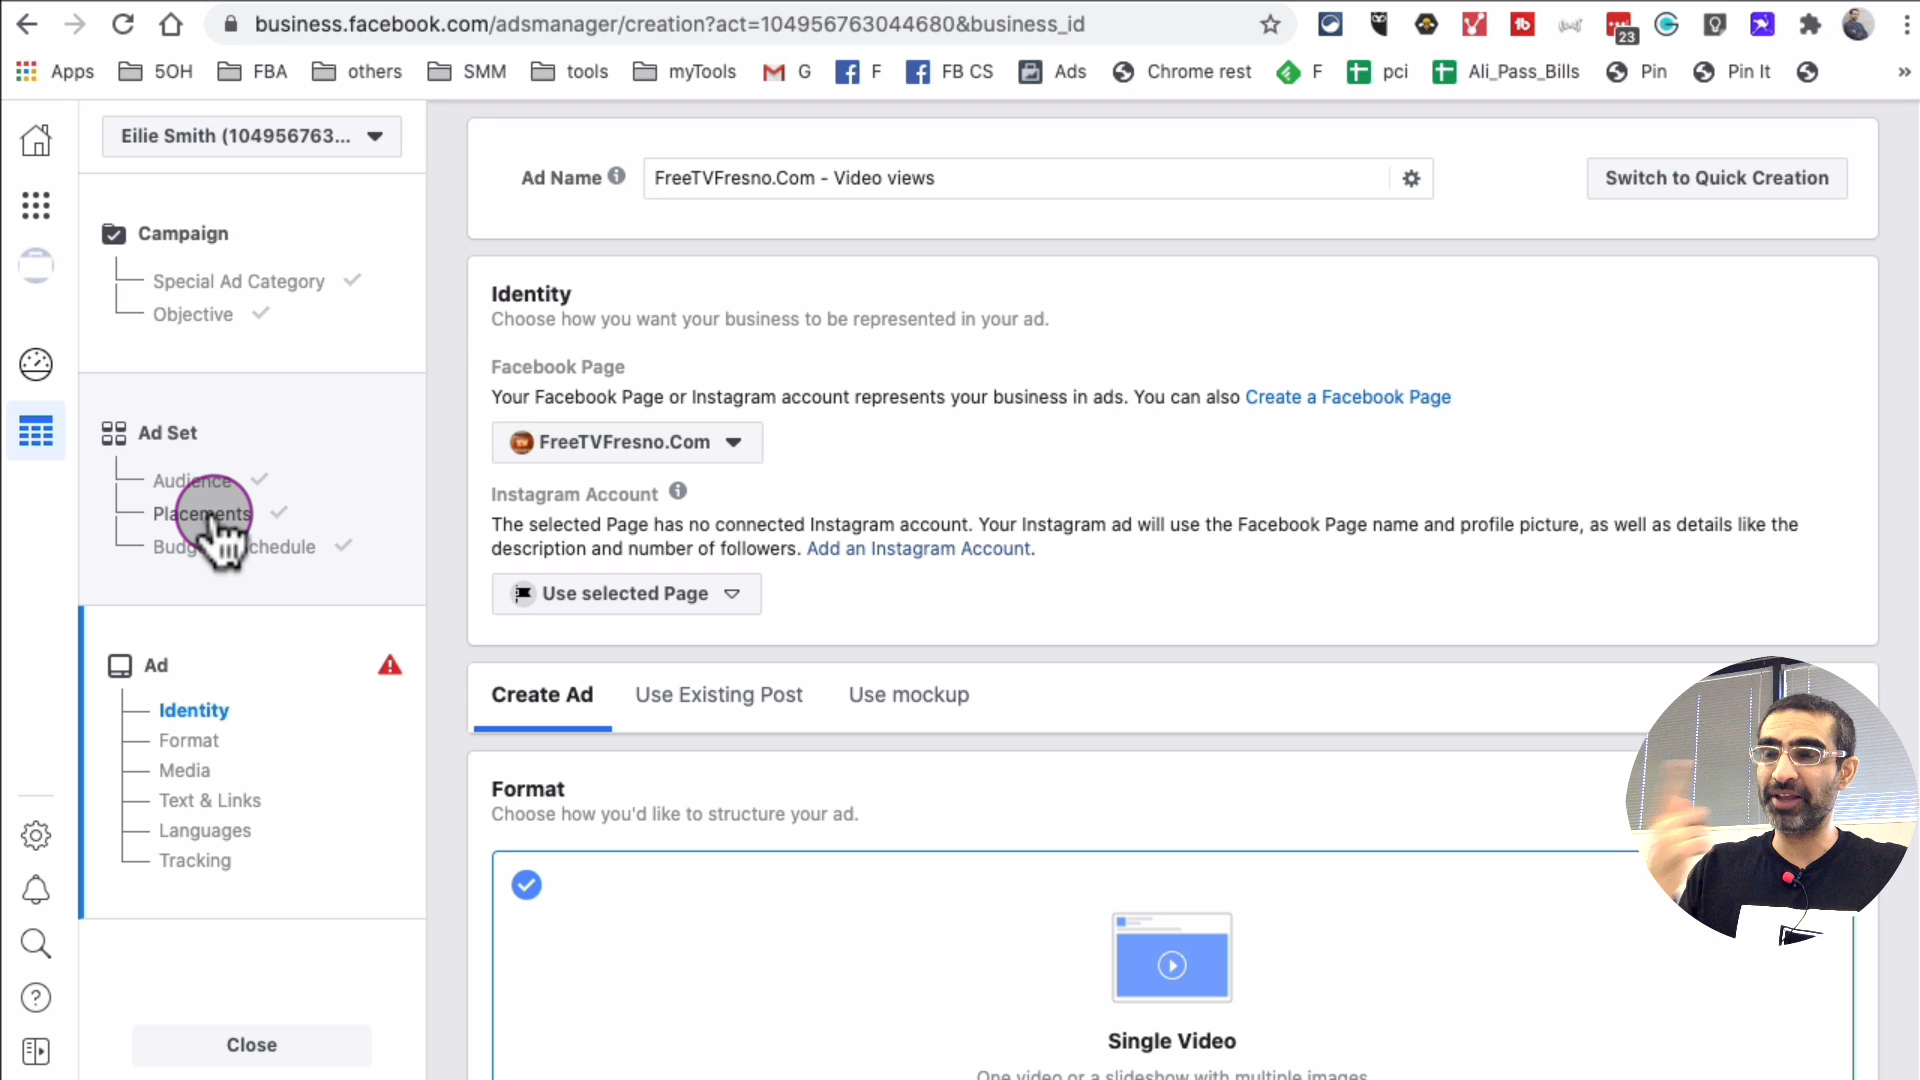 business.facebook.com/adsmanager/creation?act=104956763044680&business_id
23
Apps 5OH FBA others SMM tools myTools G F FB CS Ads Chrome rest F pci Ali_Pass_Bills Pin Pin It »
Eilie Smith (104956763...
Campaign
Special Ad Category
Objective
Ad Set
Audience
Placements
Ad
Identity
Format
Media
Text & Links
Languages
Tracking
Close
Ad Name
FreeTVFresno.Com - Video views
Switch to Quick Creation
Identity
Choose how you want your business to be represented in your ad.
Facebook Page
Your Facebook Page or Instagram account represents your business in ads. You can also Create a Facebook Page
FreeTVFresno.Com
Instagram Account
The selected Page has no connected Instagram account. Your Instagram ad will use the Facebook Page name and profile picture, as well as details like the
description and number of followers. Add an Instagram Account.
Use selected Page
Create Ad Use Existing Post Use mockup
Format
Choose how you'd like to structure your ad.
Single Video
One video or a slideshow with multiple images